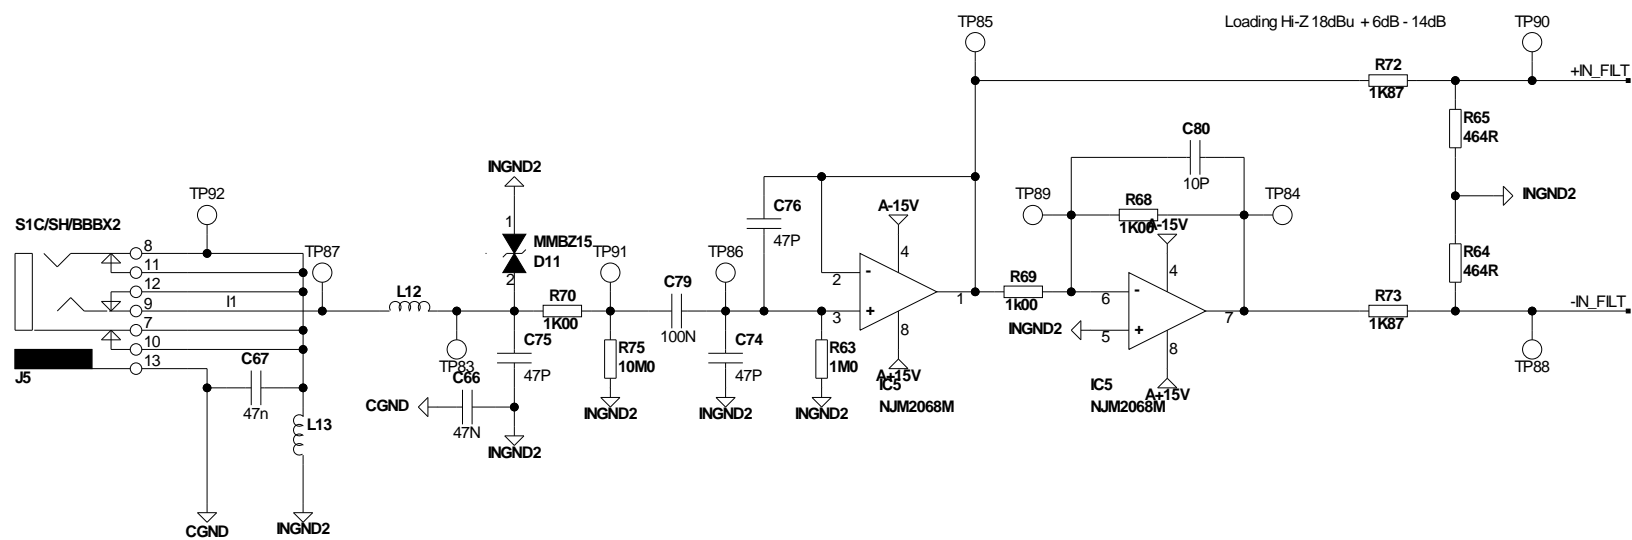 TP85
Loading Hi-Z 18dBu + 6dB - 14dB
TP90
R72
1K87
+IN_FILT
R65
464R
C80
10P
INGND2
TP92
S1C/SH/BBBX2
TP87
8
11
12
9
7
10
13
I1
J5
C67
47n
L13
CGND
INGND2
L12
TP83
INGND2
1
MMBZ15
D11
2
R70
1K00
C75
47P
C66
47N
CGND
INGND2
TP91
R75
10M0
INGND2
C79
100N
TP86
C74
47P
INGND2
C76
47P
R63
1M0
INGND2
A-15V
4
2
-
3
+
1
8
A+15V
IC5
NJM2068M
R69
1k00
TP89
R68
1K00
A-15V
TP84
4
6
-
INGND2
5
+
7
8
A+15V
IC5
NJM2068M
INGND2
R64
464R
R73
1K87
-IN_FILT
TP88